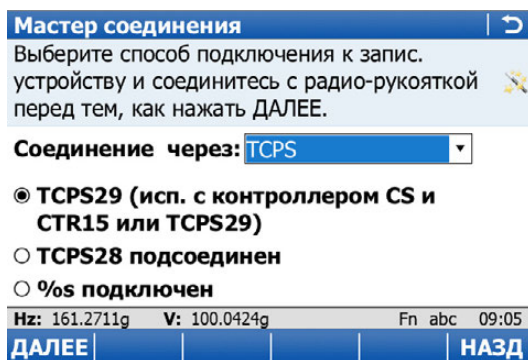 Мастер соединения
Выберите способ подключения к запис.
устройству и соединитесь с радио-рукояткой
перед тем, как нажать ДАЛЕЕ.
Соединение через: TCPS
TCPS29 (исп. с контроллером CS и
CTR15 или TCPS29)
TCPS28 подсоединен
%s подключен
Hz: 161.2711g V: 100.0424g Fn abc 09:05
ДАЛЕЕ НАЗД